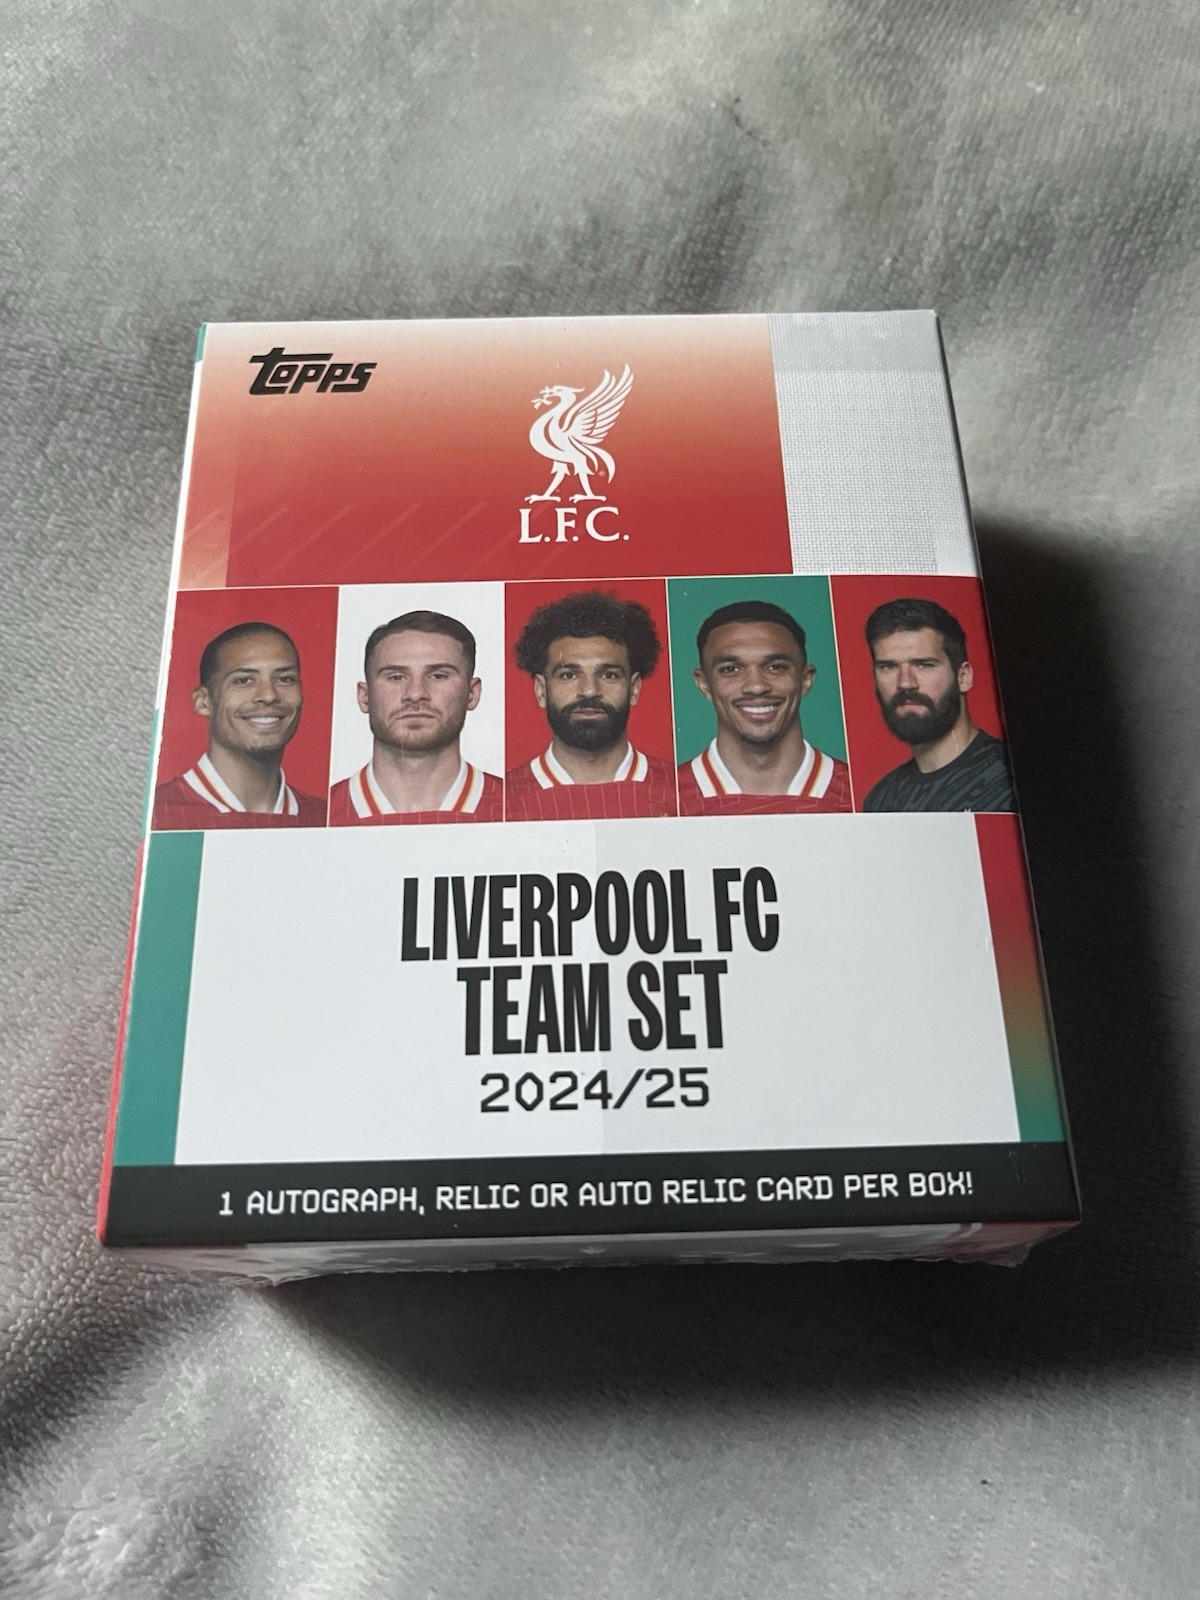 Topps
L.F.C.
LIVERPOOL FC
TEAM SET
2024/25
1 AUTOGRAPH, RELIC OR AUTO RELIC CARD PER BOX!